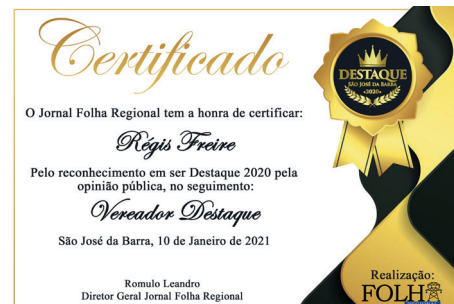 Certificado
O Jornal Folha Regional tem a honra de certificar:
Régis Freire
Pelo reconhecimento em ser Destaque 2020 pela
opinião pública, no seguimento:
Vereador Destaque
São José da Barra, 10 de Janeiro de 2021
Romulo Leandro
Diretor Geral Jornal Folha Regional
DESTAQUE
SÃO JOSÉ DA BARRA
•2020•
Realização:
FOLH